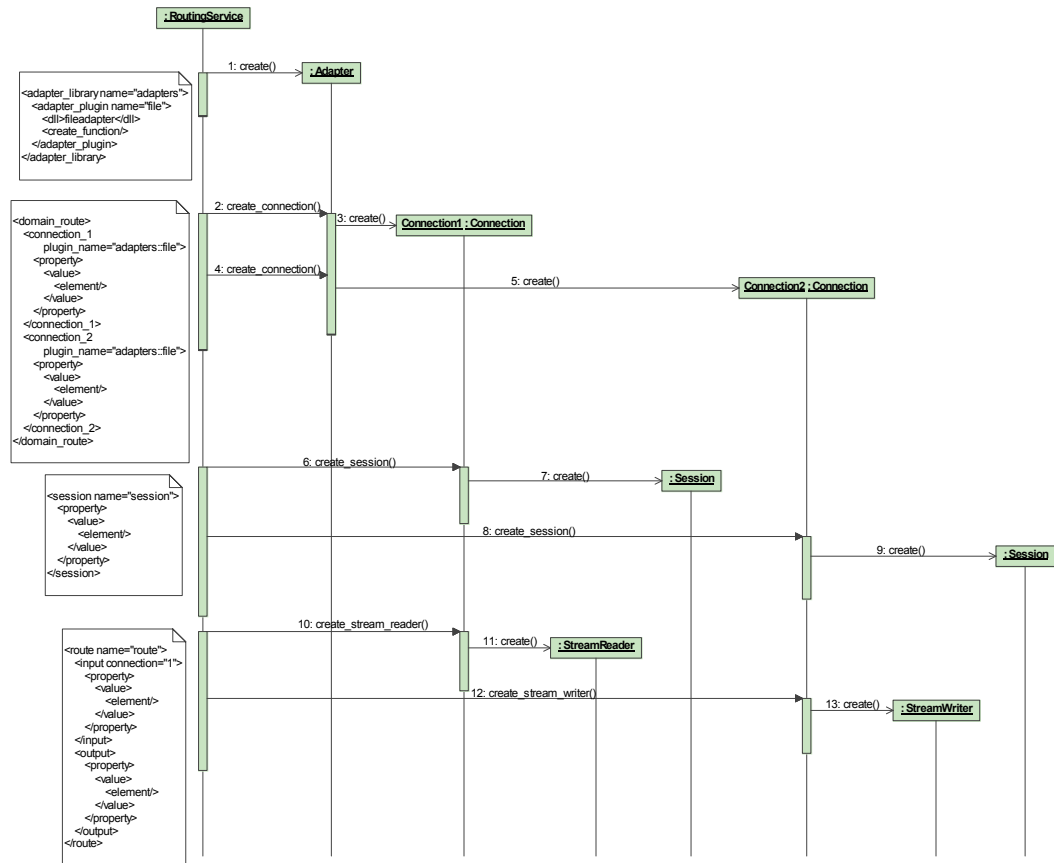 : RoutingService
1: create()
: Adapter
<adapter_library name="adapters">
<adapter_plugin name="file">
<dll>fileadapter</dll>
<create_function/>
</adapter_plugin>
</adapter_library>
2: create_connection()
3: create()
Connection1 : Connection
<domain_route>
<connection_1
plugin_name="adapters::file">
<property>
<value>
<element/>
</value>
</property>
</connection_1>
<connection_2
plugin_name="adapters::file">
<property>
<value>
<element/>
</value>
</property>
</connection_2>
</domain_route>
4: create_connection()
5: create()
Connection2 : Connection
6: create_session()
7: create()
: Session
<session name="session">
<property>
<value>
<element/>
</value>
</property>
</session>
8: create_session()
9: create()
: Session
10: create_stream_reader()
11: create()
: StreamReader
<route name="route">
<input connection="1">
<property>
<value>
<element/>
</value>
</property>
</input>
<output>
<property>
<value>
<element/>
</value>
</property>
</output>
</route>
12: create_stream_writer()
13: create()
: StreamWriter